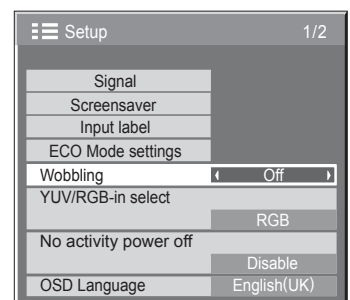 Setup 1/2
Signal
Screensaver
Input label
ECO Mode settings
Wobbling Off
YUV/RGB-in select
RGB
No activity power off
Disable
OSD Language English(UK)